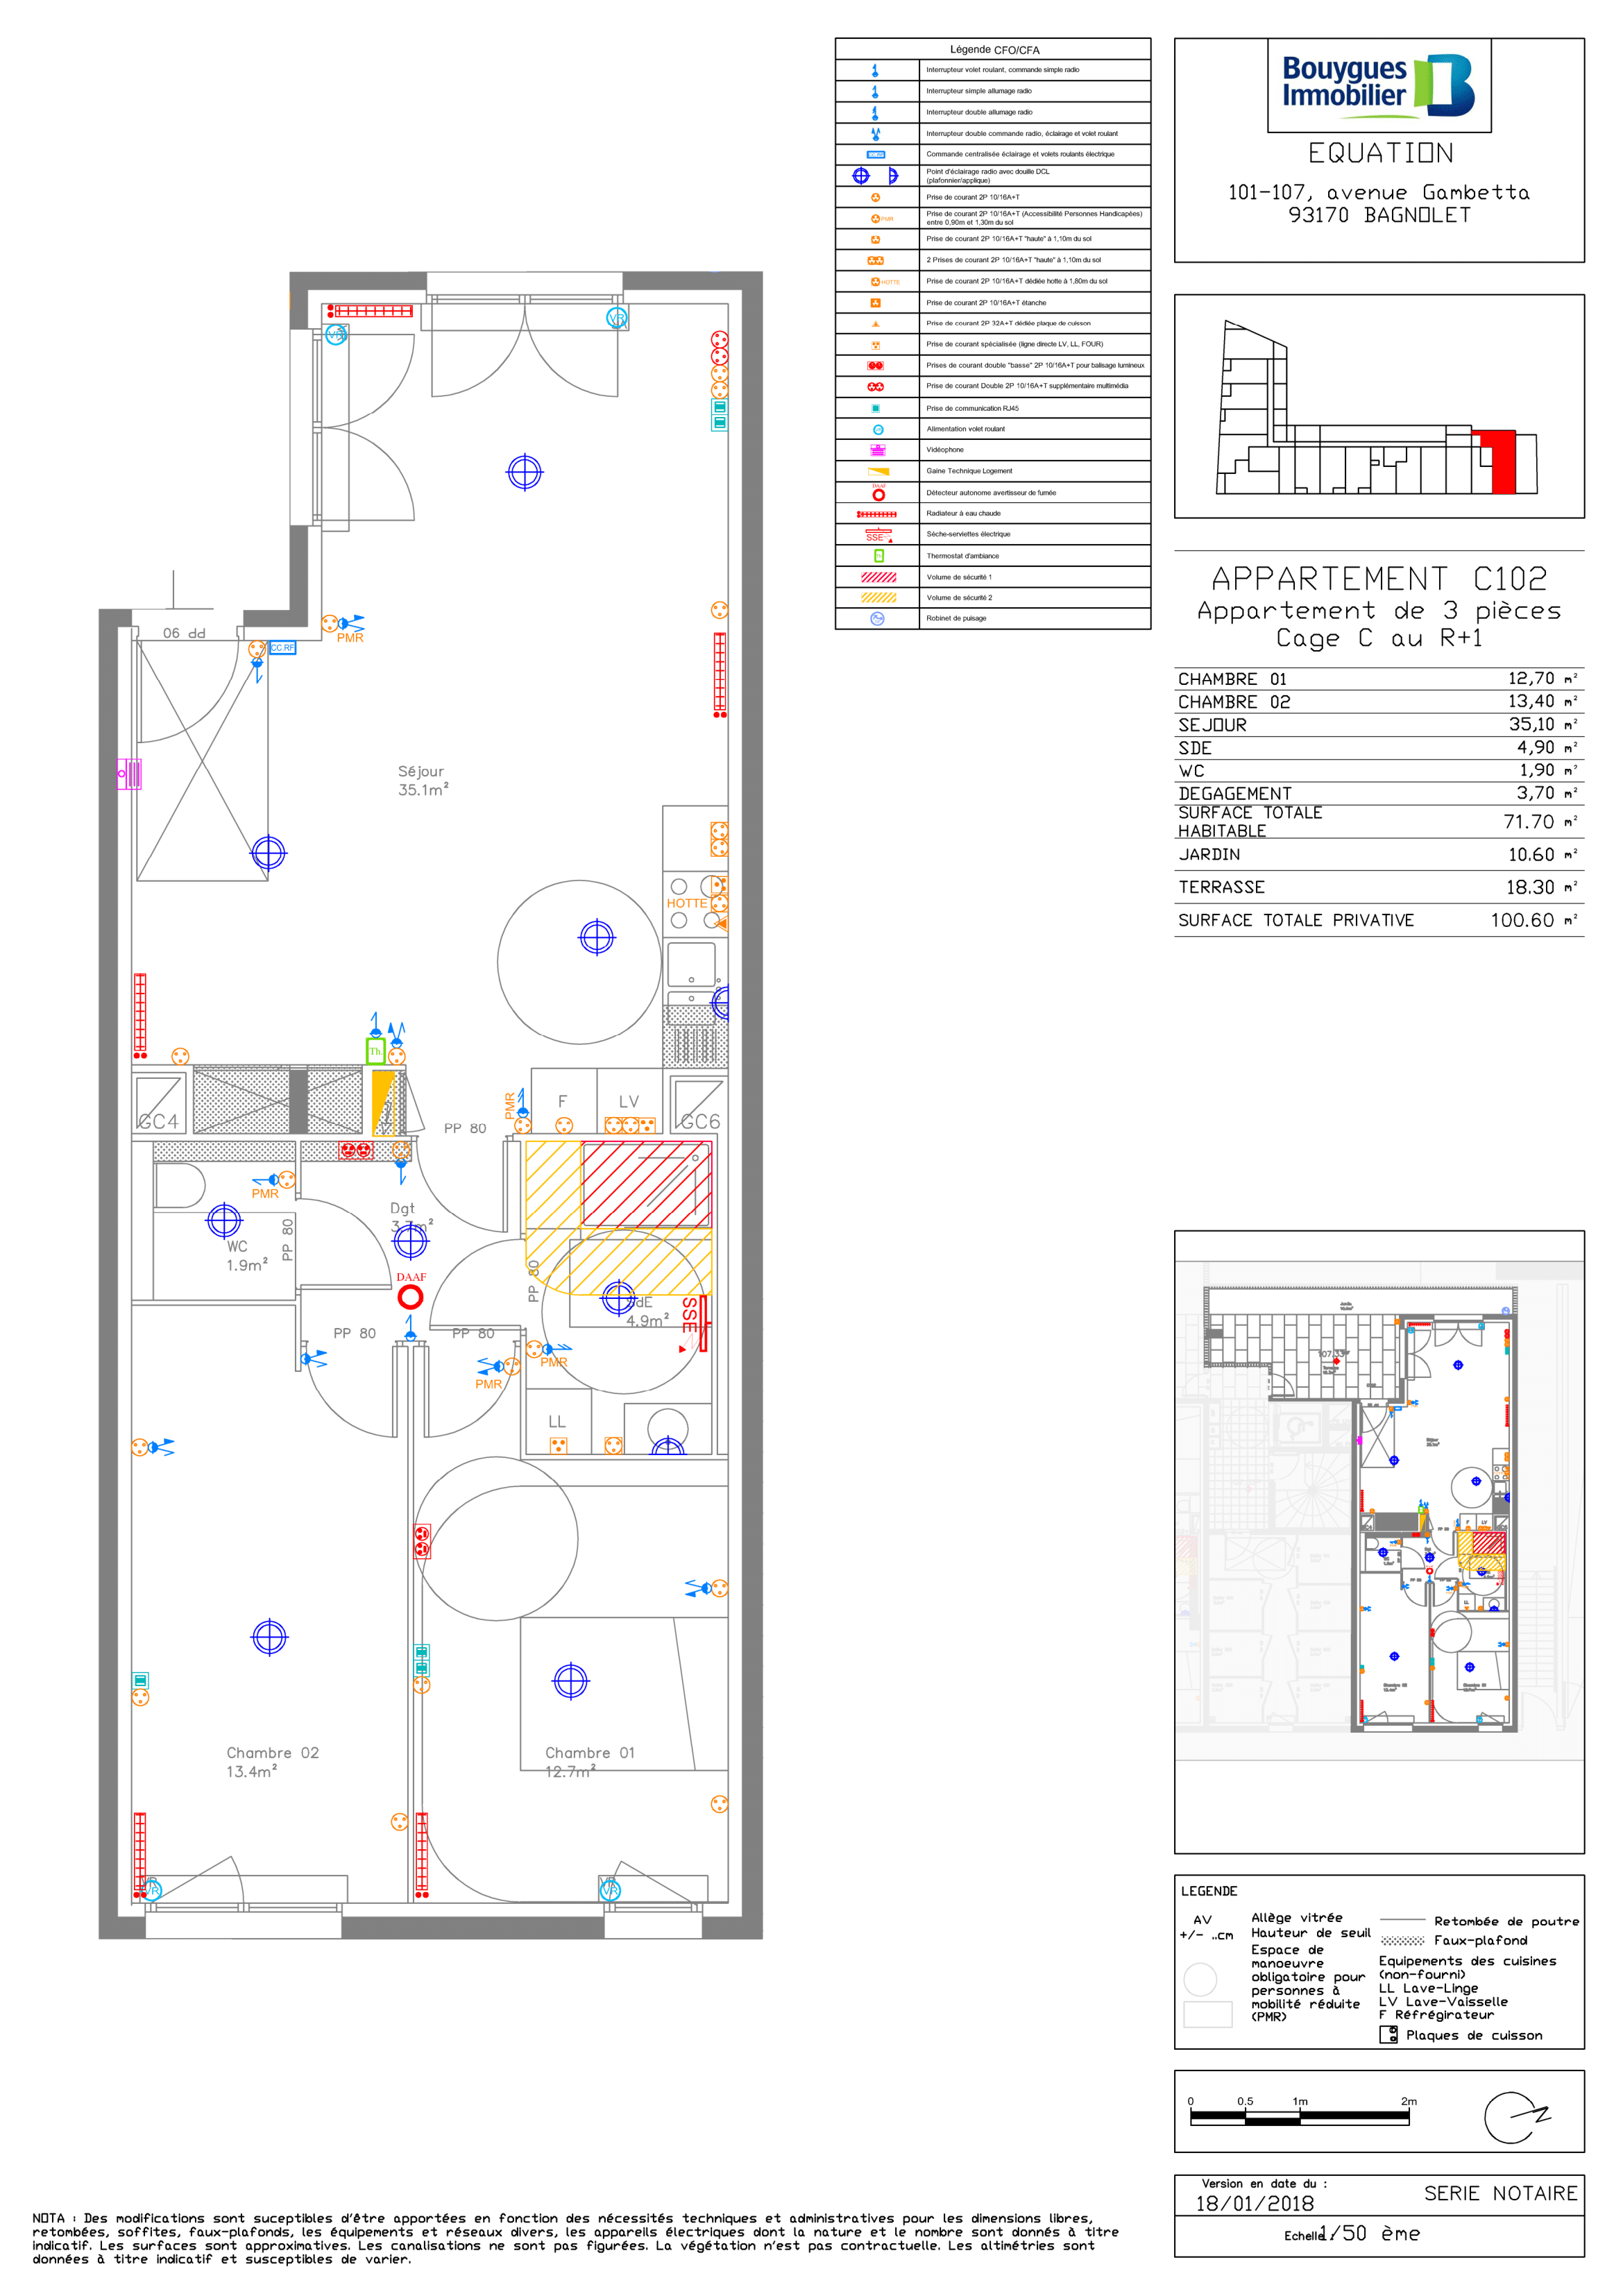 Légende CFO/CFA
Interrupteur volet roulant, commande simple radio
Interrupteur simple allumage radio
Interrupteur double allumage radio
Interrupteur double commande radio, éclairage et volet roulant
Commande centralisée éclairage et volets roulants électrique
Point d'éclairage radio avec douille DCL
(plafonnier/applique)
Prise de courant 2P 10/16A+T
PMR
Prise de courant 2P 10/16A+T (Accessibilité Personnes Handicapées)
entre 0,90m et 1,30m du sol
Prise de courant 2P 10/16A+T "haute" à 1,10m du sol
2 Prises de courant 2P 10/16A+T "haute" à 1,10m du sol
HOTTE
Prise de courant 2P 10/16A+T dédiée hotte à 1,80m du sol
Prise de courant 2P 10/16A+T étanche
Prise de courant 2P 32A+T dédiée plaque de cuisson
Prise de courant spécialisée (ligne directe LV, LL, FOUR)
Prises de courant double "basse" 2P 10/16A+T pour balisage lumineux
Prise de courant Double 2P 10/16A+T supplémentaire multimédia
Prise de communication RJ45
Alimentation volet roulant
Vidéophone
Gaine Technique Logement
DAAF
Détecteur autonome avertisseur de fumée
Radiateur à eau chaude
SSE
Sèche-serviettes électrique
Thermostat d'ambiance
Volume de sécurité 1
Volume de sécurité 2
Robinet de puisage
Bouygues
Immobilier
EQUATION
101-107, avenue Gambetta
93170 BAGNOLET
APPARTEMENT C102
Appartement de 3 pièces
Cage C au R+1
CHAMBRE 01 12,70 m²
CHAMBRE 02 13,40 m²
SEJOUR 35,10 m²
SDE 4,90 m²
WC 1,90 m²
DEGAGEMENT 3,70 m²
SURFACE TOTALE
HABITABLE 71.70 m²
JARDIN 10.60 m²
TERRASSE 18.30 m²
SURFACE TOTALE PRIVATIVE 100.60 m²
VR
VR
PP 90
PMR
CC.RF
Séjour
35.1m²
HOTTE
Th.
GC4
PMR
F
LV
GC6
PP 80
PMR
PP 80
WC
1.9m²
Dgt
3.7m²
DAAF
PP 80
SdE
4.9m²
SSE
PP 80
PP 80
PMR
PMR
LL
Chambre 02
13.4m²
Chambre 01
12.7m²
VR
VR
LEGENDE
AV
+/- ..cm
Allège vitrée
Hauteur de seuil
Espace de
manoeuvre
obligatoire pour
personnes à
mobilité réduite
(PMR)
Retombée de poutre
Faux-plafond
Equipements des cuisines
(non-fourni)
LL Lave-Linge
LV Lave-Vaisselle
F Réfrégirateur
Plaques de cuisson
0 0.5 1m 2m
N
Version en date du :
18/01/2018
SERIE NOTAIRE
Echelle : 1/50 ème
NOTA : Des modifications sont suceptibles d'être apportées en fonction des nécessités techniques et administratives pour les dimensions libres,
retombées, soffites, faux-plafonds, les équipements et réseaux divers, les appareils électriques dont la nature et le nombre sont donnés à titre
indicatif. Les surfaces sont approximatives. Les canalisations ne sont pas figurées. La végétation n'est pas contractuelle. Les altimétries sont
données à titre indicatif et susceptibles de varier.